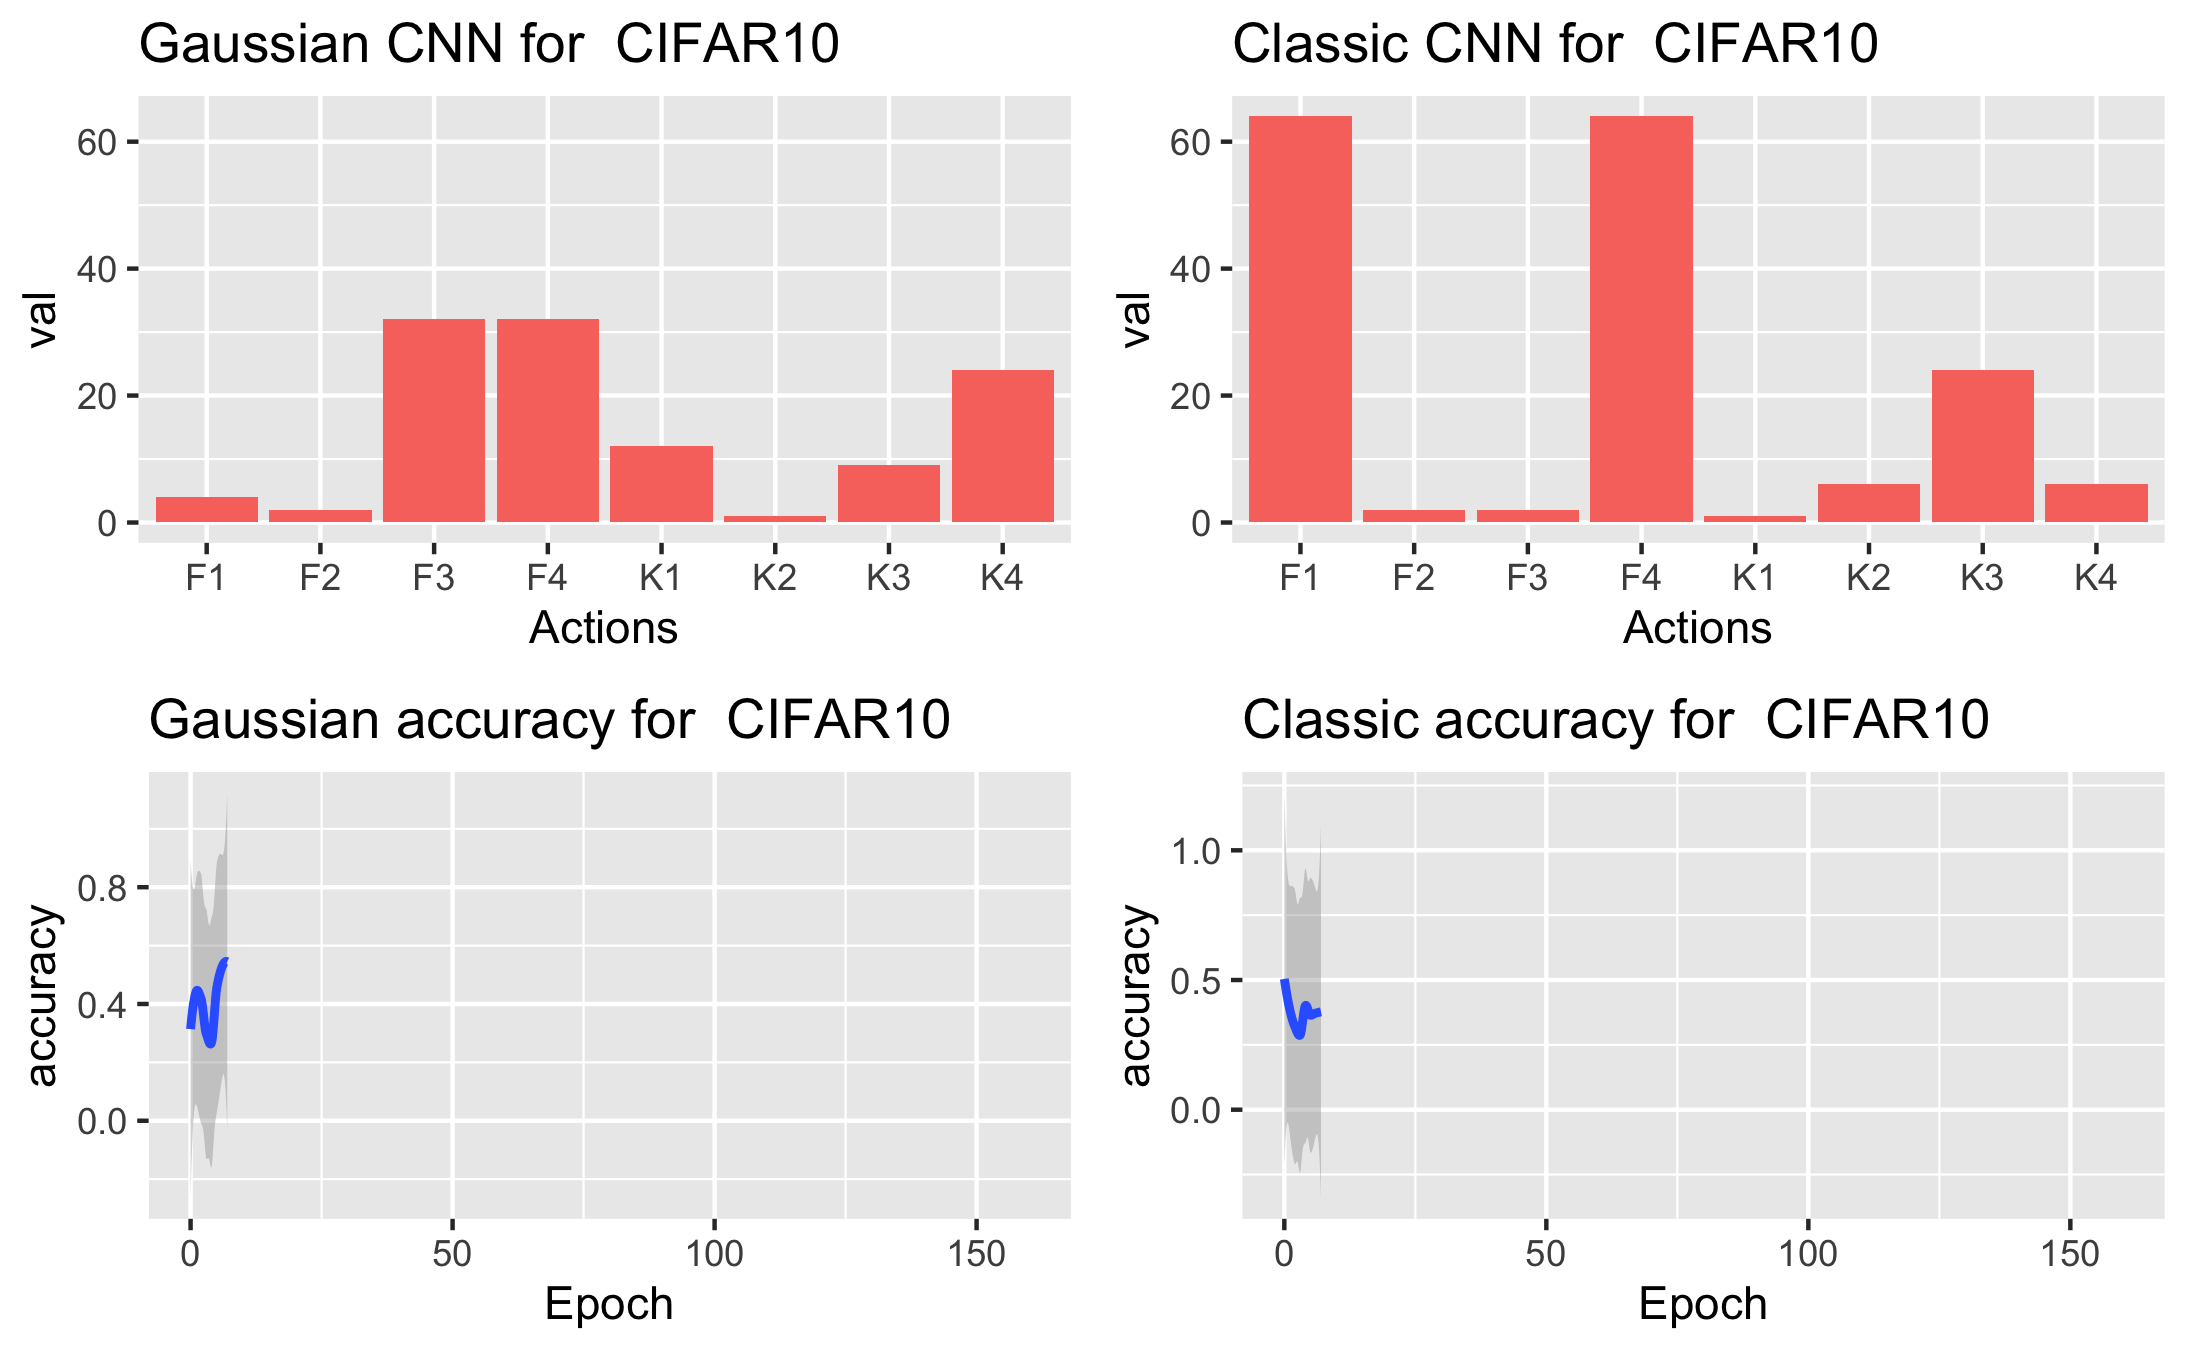 Gaussian CNN for  CIFAR10
60
40
20
0
val
F1 F2 F3 F4 K1 K2 K3 K4
Actions
Classic CNN for  CIFAR10
60
40
20
0
val
F1 F2 F3 F4 K1 K2 K3 K4
Actions
Gaussian accuracy for  CIFAR10
0.8
0.4
0.0
accuracy
0 50 100 150
Epoch
Classic accuracy for  CIFAR10
1.0
0.5
0.0
accuracy
0 50 100 150
Epoch